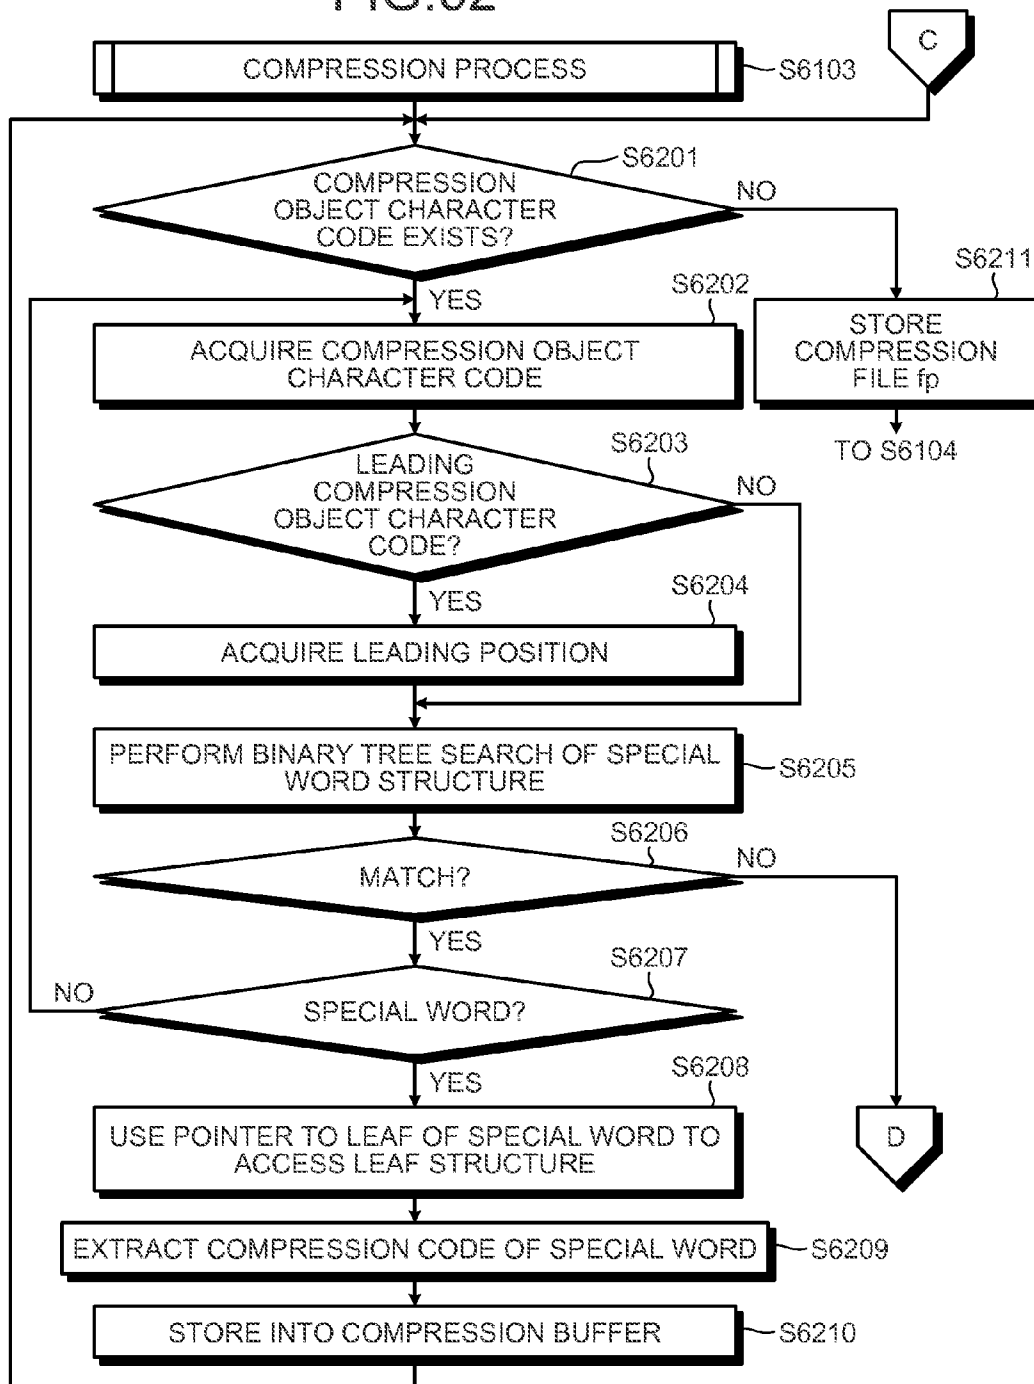 FIG.62
C
COMPRESSION PROCESS
S6103
S6201
COMPRESSION
OBJECT CHARACTER
CODE EXISTS?
NO
YES
S6202
S6211
ACQUIRE COMPRESSION OBJECT
CHARACTER CODE
STORE
COMPRESSION
FILE fp
TO S6104
S6203
LEADING
COMPRESSION
OBJECT CHARACTER
CODE?
NO
YES
S6204
ACQUIRE LEADING POSITION
PERFORM BINARY TREE SEARCH OF SPECIAL
WORD STRUCTURE
S6205
S6206
MATCH?
NO
YES
S6207
SPECIAL WORD?
NO
YES
S6208
USE POINTER TO LEAF OF SPECIAL WORD TO
ACCESS LEAF STRUCTURE
D
EXTRACT COMPRESSION CODE OF SPECIAL WORD
S6209
STORE INTO COMPRESSION BUFFER
S6210